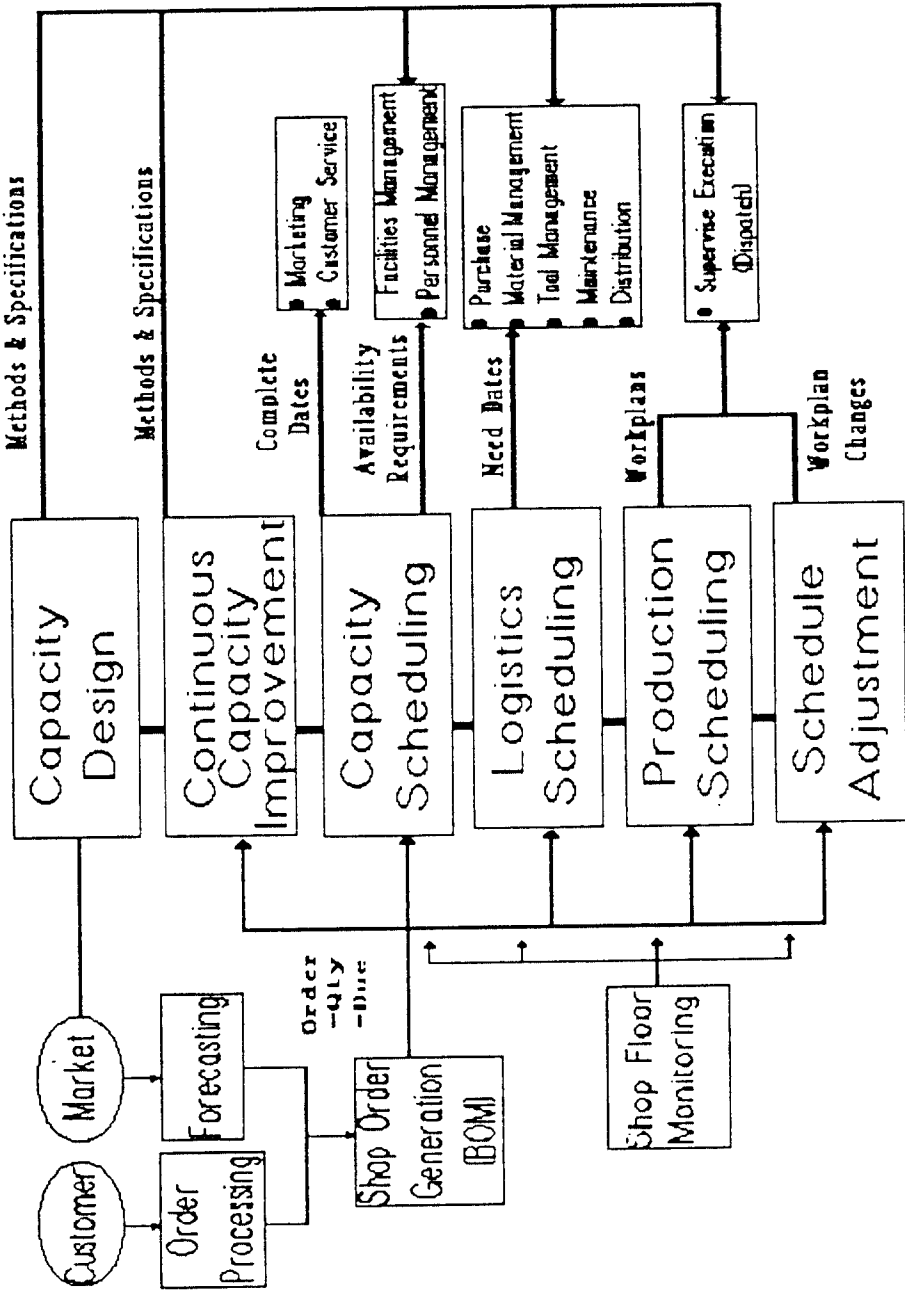 Customer
Market
Order
Processing
Forecasting
Shop Order
Generation
(BOM)
Order
-Qty
-Due
Shop Floor
Monitoring
Capacity
Design
Continuous
Capacity
Improvement
Capacity
Scheduling
Logistics
Scheduling
Production
Scheduling
Schedule
Adjustment
Methods & Specifications
Methods & Specifications
Complete
Dates
Availability
Requirements
Need Dates
Workplans
Workplan
Changes
• Marketing
• Customer Service
Facilities Management
• Personnel Management
• Purchase
• Material Management
• Tool Management
• Maintenance
• Distribution
• Supervise Execution
(Dispatch)